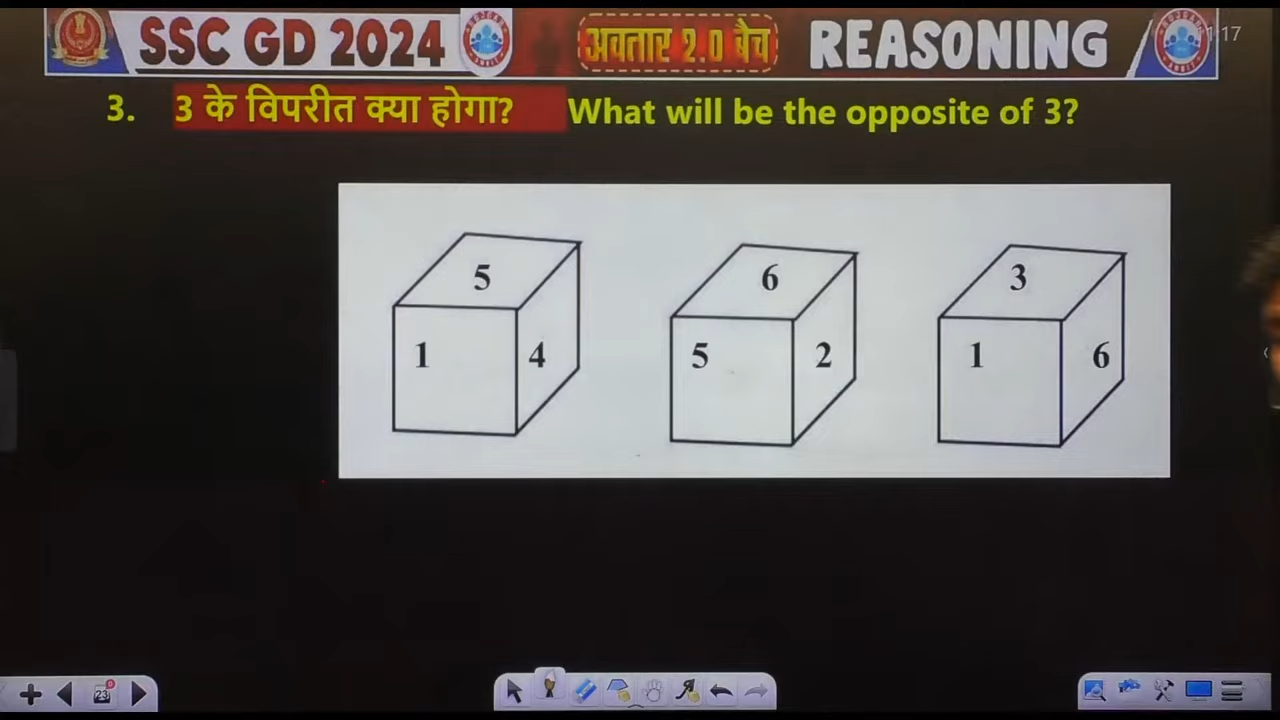 SSC GD 2024 अवतार 2.0 बैच REASONING
3. 3 के विपरीत क्या होगा? What will be the opposite of 3?
5 6 3
1 4 5 2 1 6